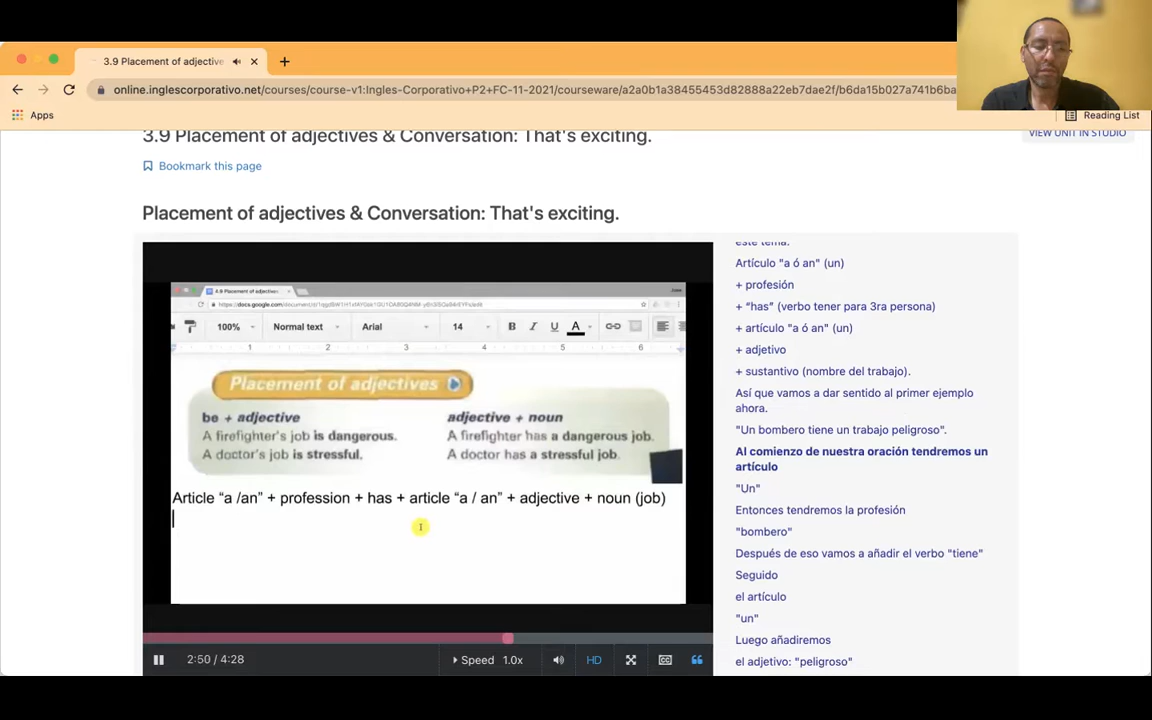 3.9 Placement of adjective
online.inglescorporativo.net/courses/course-v1:Ingles-Corporativo+P2+FC-11-2021/courseware/a2a0b1a38455453d82888a22eb7dae2f/b6da15b027a741b6ba
Apps
Reading List
3.9 Placement of adjectives & Conversation: That's exciting.
VIEW UNIT IN STUDIO
Bookmark this page
Placement of adjectives & Conversation: That's exciting.
100%
Normal text
Arial
14
B I U A
1 2 3 4 5 6
Placement of adjectives
be + adjective
adjective + noun
A firefighter's job is dangerous.
A firefighter has a dangerous job.
A doctor's job is stressful.
A doctor has a stressful job.
Article “a /an” + profession + has + article “a / an” + adjective + noun (job)
2:50 / 4:28
Speed 1.0x
HD
este tema.
Artículo "a ó an" (un)
+ profesión
+ “has” (verbo tener para 3ra persona)
+ artículo "a ó an" (un)
+ adjetivo
+ sustantivo (nombre del trabajo).
Así que vamos a dar sentido al primer ejemplo
ahora.
"Un bombero tiene un trabajo peligroso".
Al comienzo de nuestra oración tendremos un
artículo
"Un"
Entonces tendremos la profesión
"bombero"
Después de eso vamos a añadir el verbo "tiene"
Seguido
el artículo
"un"
Luego añadiremos
el adjetivo: "peligroso"